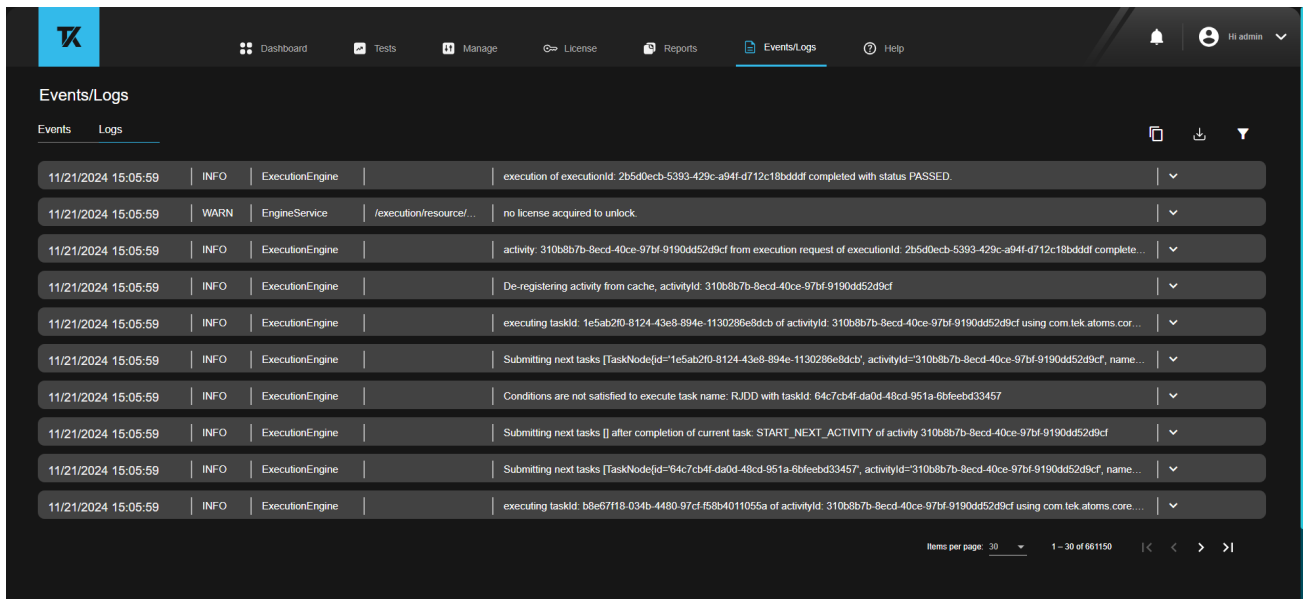 TK
Dashboard Tests Manage License Reports Events/Logs Help Hi admin
Events/Logs
Events Logs
11/21/2024 15:05:59 INFO ExecutionEngine execution of executionId: 2b5d0ecb-5393-429c-a94f-d712c18bdddf completed with status PASSED.
11/21/2024 15:05:59 WARN EngineService /execution/resource/... no license acquired to unlock.
11/21/2024 15:05:59 INFO ExecutionEngine activity: 310b8b7b-8ecd-40ce-97bf-9190dd52d9cf from execution request of executionId: 2b5d0ecb-5393-429c-a94f-d712c18bdddf complete...
11/21/2024 15:05:59 INFO ExecutionEngine De-registering activity from cache, activityId: 310b8b7b-8ecd-40ce-97bf-9190dd52d9cf
11/21/2024 15:05:59 INFO ExecutionEngine executing taskId: 1e5ab2f0-8124-43e8-894e-1130286e8dcb of activityId: 310b8b7b-8ecd-40ce-97bf-9190dd52d9cf using com.tek.atoms.cor...
11/21/2024 15:05:59 INFO ExecutionEngine Submitting next tasks [TaskNode{id='1e5ab2f0-8124-43e8-894e-1130286e8dcb', activityId='310b8b7b-8ecd-40ce-97bf-9190dd52d9cf', name...
11/21/2024 15:05:59 INFO ExecutionEngine Conditions are not satisfied to execute task name: RJDD with taskId: 64c7cb4f-da0d-48cd-951a-6bfeebd33457
11/21/2024 15:05:59 INFO ExecutionEngine Submitting next tasks [] after completion of current task: START_NEXT_ACTIVITY of activity 310b8b7b-8ecd-40ce-97bf-9190dd52d9cf
11/21/2024 15:05:59 INFO ExecutionEngine Submitting next tasks [TaskNode{id='64c7cb4f-da0d-48cd-951a-6bfeebd33457', activityId='310b8b7b-8ecd-40ce-97bf-9190dd52d9cf', name...
11/21/2024 15:05:59 INFO ExecutionEngine executing taskId: b8e67f18-034b-4480-97cf-f58b4011055a of activityId: 310b8b7b-8ecd-40ce-97bf-9190dd52d9cf using com.tek.atoms.core....
Items per page: 30 1 – 30 of 661150